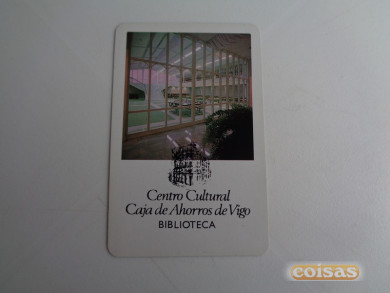 Centro Cultural
Caja de Ahorros de Vigo
BIBLIOTECA
coisas